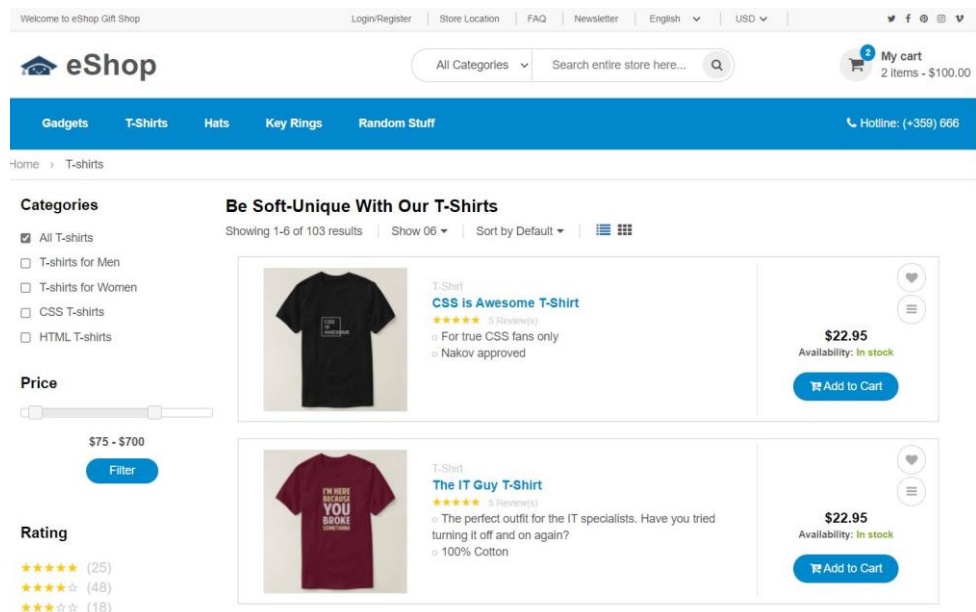 Welcome to eShop Gift Shop
Login/Register
Store Location
FAQ
Newsletter
English
USD
eShop
All Categories
Search entire store here...
2
My cart
2 items - $100.00
Gadgets
T-Shirts
Hats
Key Rings
Random Stuff
Hotline: (+359) 666
Home > T-shirts
Categories
All T-shirts
T-shirts for Men
T-shirts for Women
CSS T-shirts
HTML T-shirts
Price
$75 - $700
Filter
Rating
(25)
(48)
(18)
Be Soft-Unique With Our T-Shirts
Showing 1-6 of 103 results
Show 06
Sort by Default
CSS
IS
AWESOME
T-Shirt
CSS is Awesome T-Shirt
5 Review(s)
For true CSS fans only
Nakov approved
$22.95
Availability: In stock
Add to Cart
I'M HERE
BECAUSE
YOU
BROKE
SOMETHING
T-Shirt
The IT Guy T-Shirt
5 Review(s)
The perfect outfit for the IT specialists. Have you tried
turning it off and on again?
100% Cotton
$22.95
Availability: In stock
Add to Cart